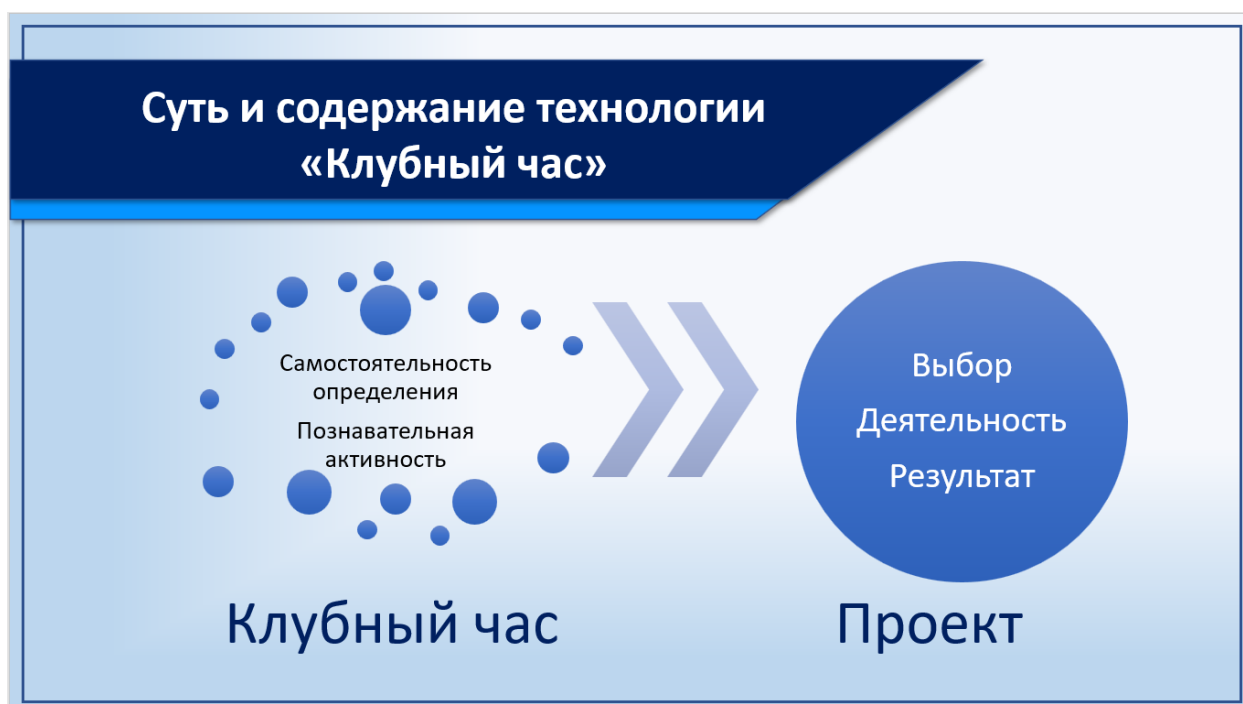 Суть и содержание технологии
«Клубный час»
Самостоятельность
определения
Познавательная
активность
Выбор
Деятельность
Результат
Клубный час
Проект